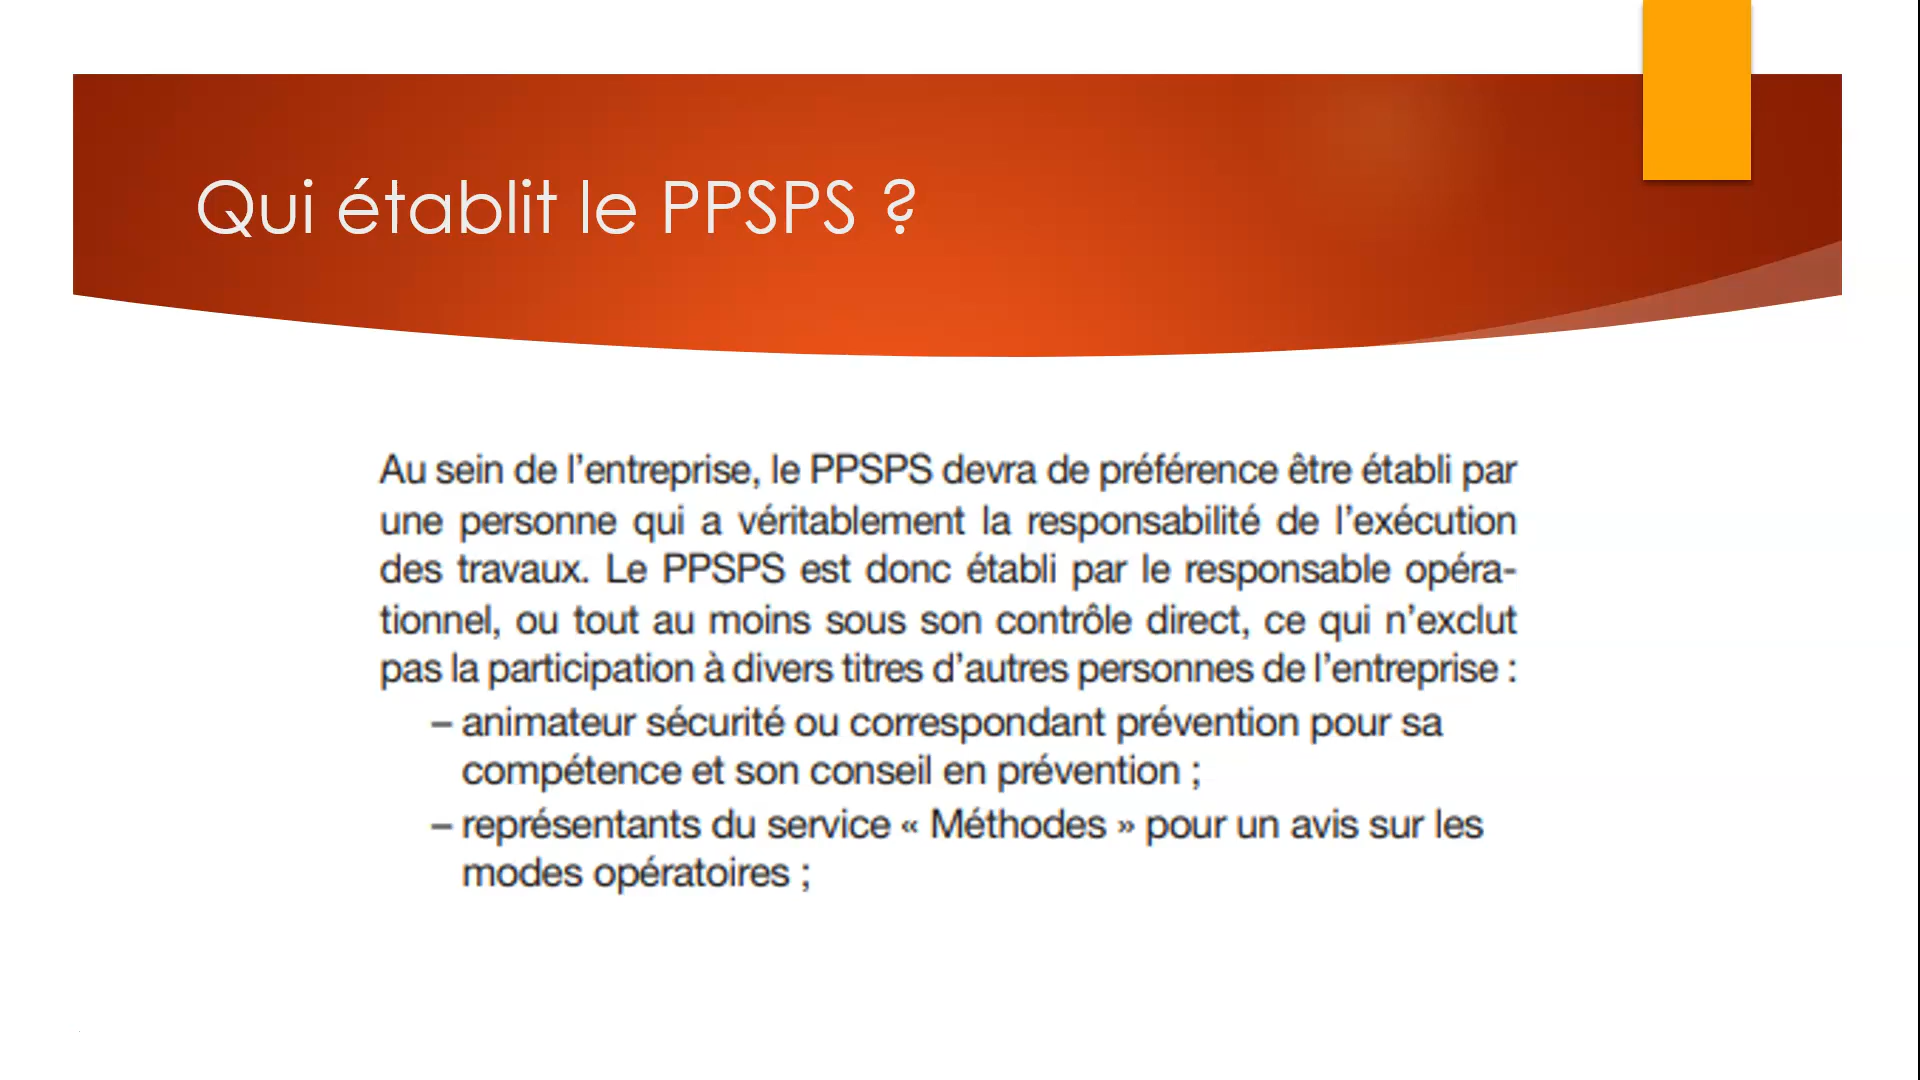 Qui établit le PPSPS ?
Au sein de l’entreprise, le PPSPS devra de préférence être établi par
une personne qui a véritablement la responsabilité de l’exécution
des travaux. Le PPSPS est donc établi par le responsable opéra-
tionnel, ou tout au moins sous son contrôle direct, ce qui n’exclut
pas la participation à divers titres d’autres personnes de l’entreprise :
– animateur sécurité ou correspondant prévention pour sa
compétence et son conseil en prévention ;
– représentants du service « Méthodes » pour un avis sur les
modes opératoires ;